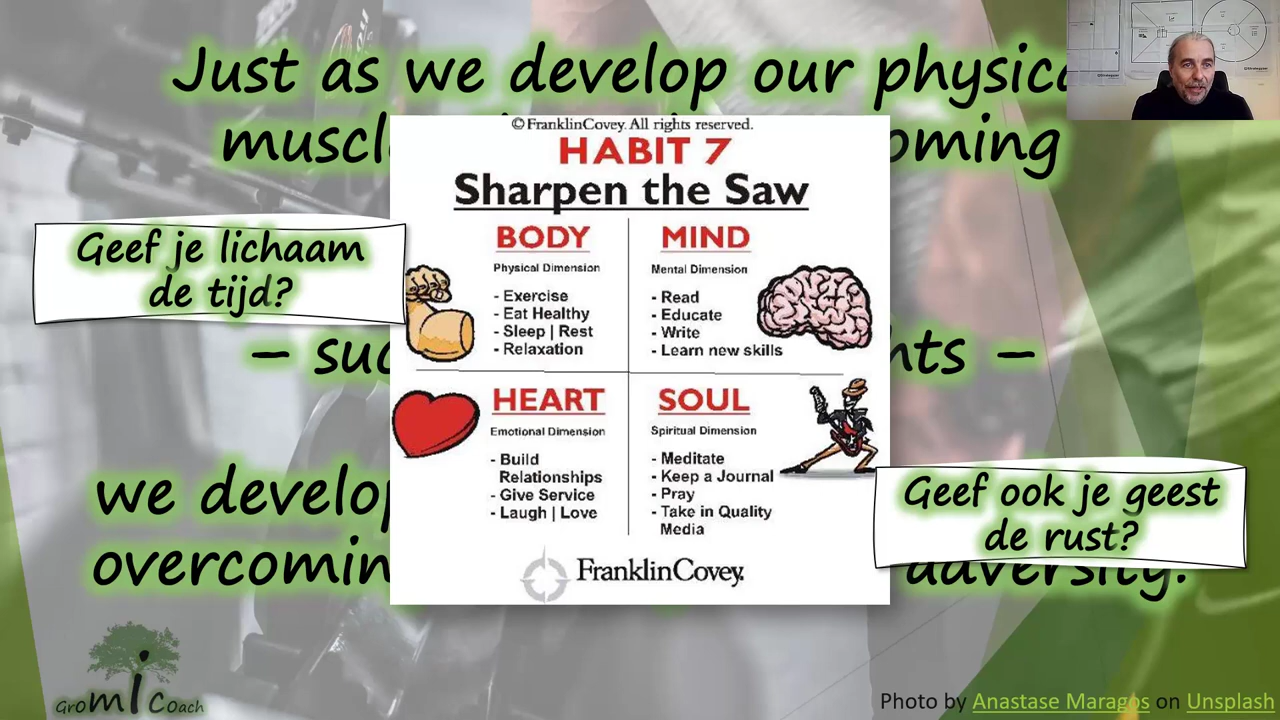 Just as we develop our physica
muscl oming
© FranklinCovey. All rights reserved.
HABIT 7
Sharpen the Saw
BODY
Physical Dimension
- Exercise
- Eat Healthy
- Sleep | Rest
- Relaxation
MIND
Mental Dimension
- Read
- Educate
- Write
- Learn new skills
Geef je lichaam
de tijd?
– suc hts –
HEART
Emotional Dimension
- Build
Relationships
- Give Service
- Laugh | Love
SOUL
Spiritual Dimension
- Meditate
- Keep a Journal
- Pray
- Take in Quality
Media
FranklinCovey.
we develop
Geef ook je geest
de rust?
overcomin adversity.
GromiCoach
Photo by Anastase Maragos on Unsplash